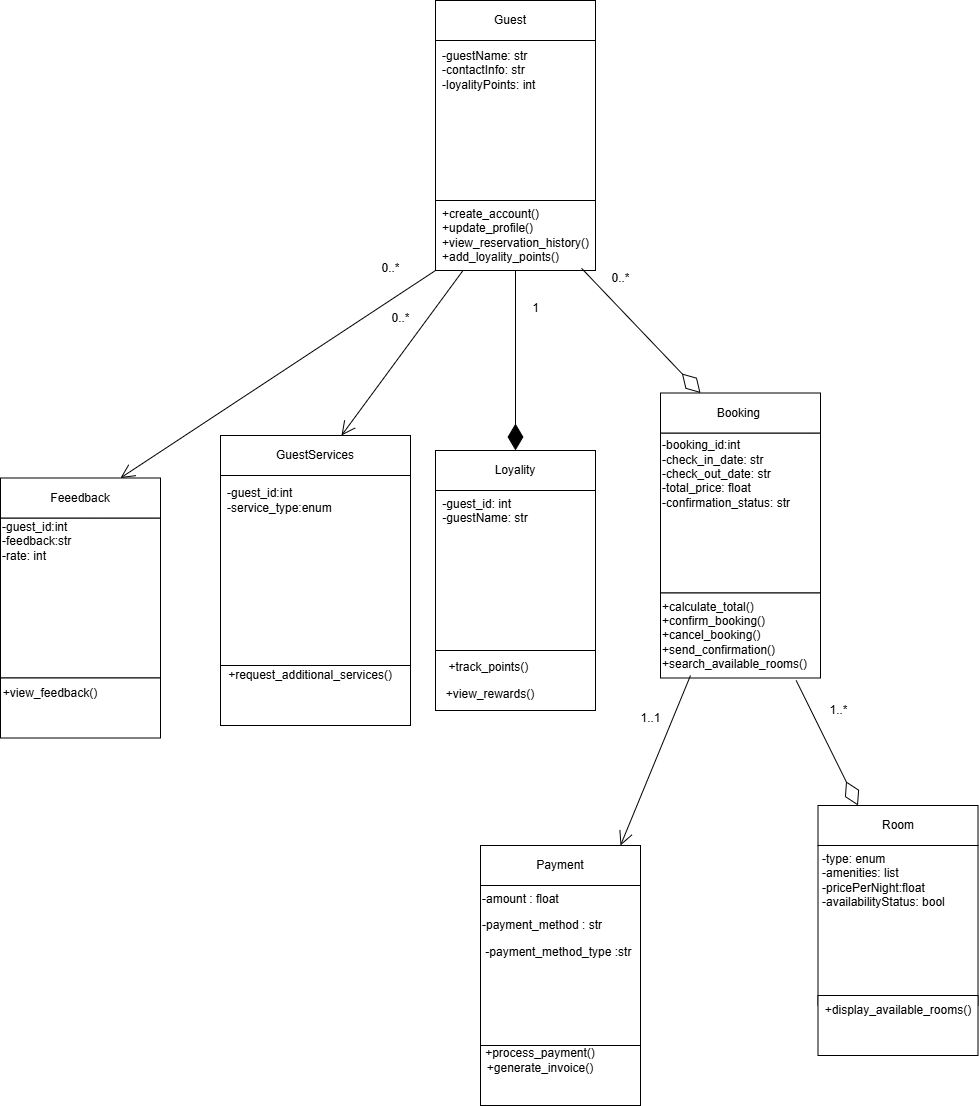 Guest
-guestName: str
-contactInfo: str
-loyalityPoints: int
+create_account()
+update_profile()
+view_reservation_history()
+add_loyality_points()
0..*
0..*
1
0..*
Feeedback
-guest_id:int
-feedback:str
-rate: int
+view_feedback()
GuestServices
-guest_id:int
-service_type:enum
+request_additional_services()
Loyality
-guest_id: int
-guestName: str
+track_points()
+view_rewards()
Booking
-booking_id:int
-check_in_date: str
-check_out_date: str
-total_price: float
-confirmation_status: str
+calculate_total()
+confirm_booking()
+cancel_booking()
+send_confirmation()
+search_available_rooms()
1..1
1..*
Payment
-amount : float
-payment_method : str
-payment_method_type :str
+process_payment()
+generate_invoice()
Room
-type: enum
-amenities: list
-pricePerNight:float
-availabilityStatus: bool
+display_available_rooms()